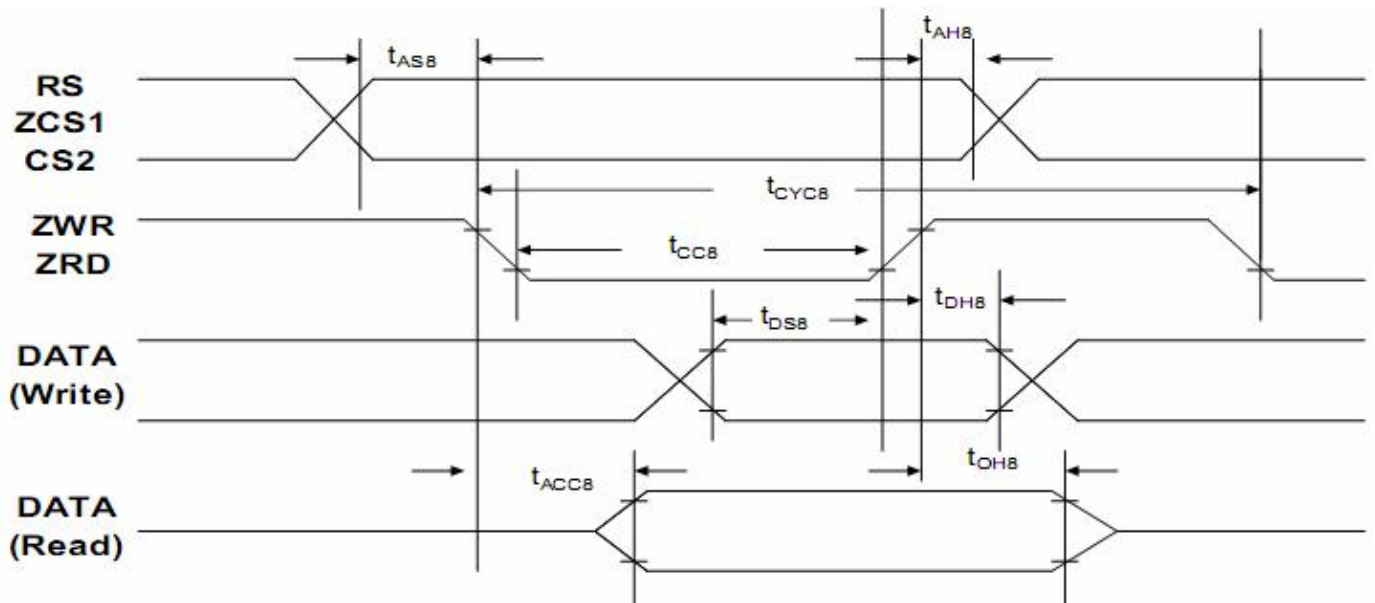 tAS8
tAH8
RS
ZCS1
CS2
tCYC8
ZWR
ZRD
tCC8
tDS8
tDH8
DATA
(Write)
tACC8
tOH8
DATA
(Read)